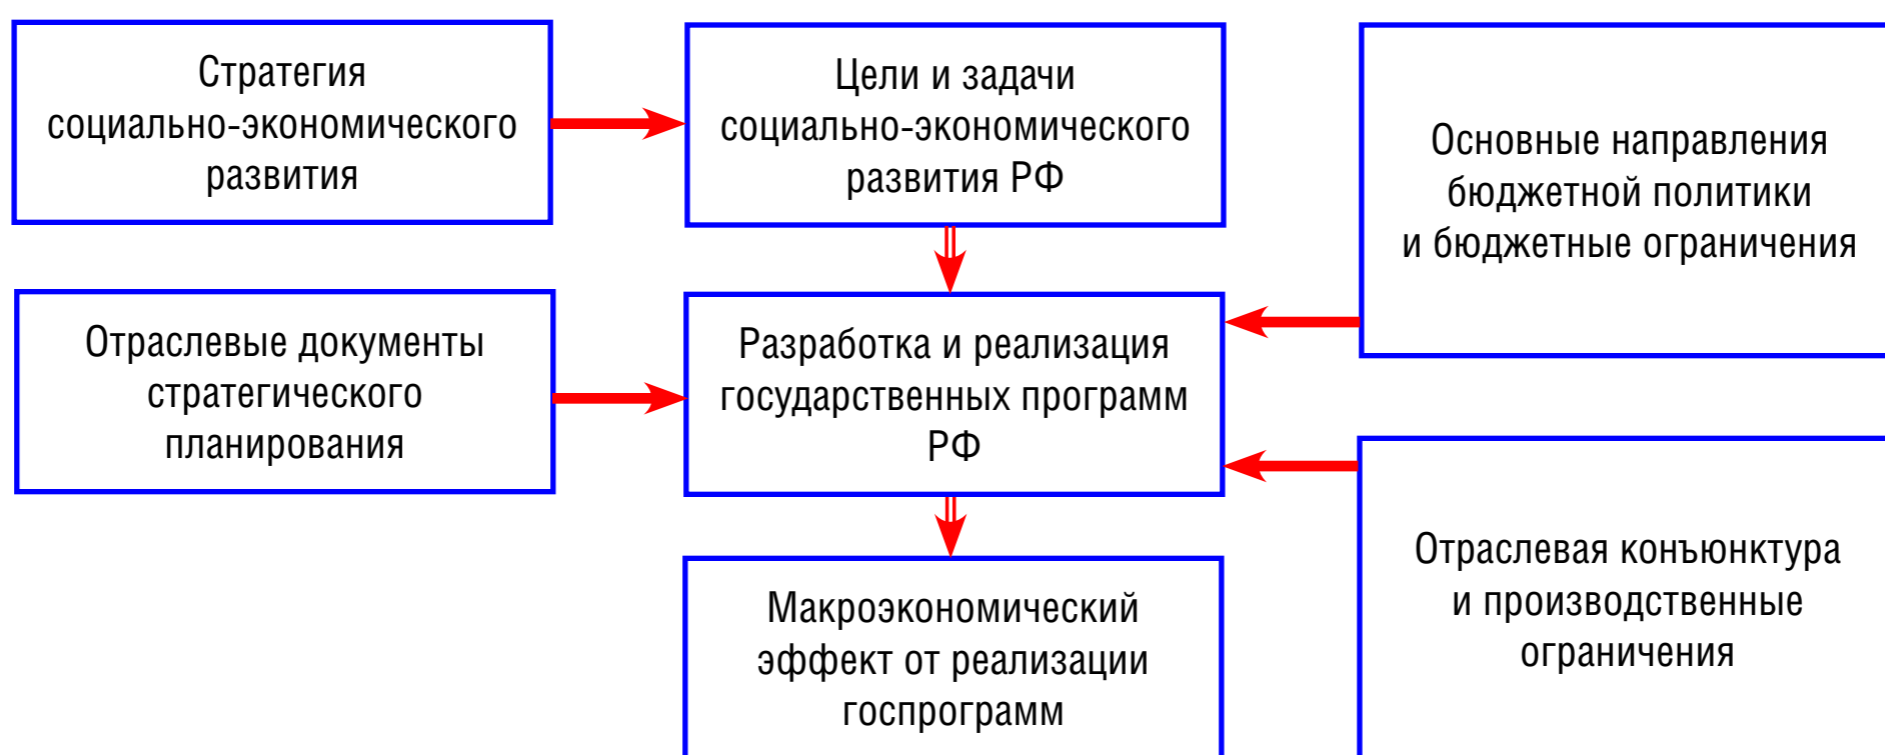 Стратегия
социально-экономического
развития
Цели и задачи
социально-экономического
развития РФ
Основные направления
бюджетной политики
и бюджетные ограничения
Отраслевые документы
стратегического
планирования
Разработка и реализация
государственных программ
РФ
Отраслевая конъюнктура
и производственные
ограничения
Макроэкономический
эффект от реализации
госпрограмм